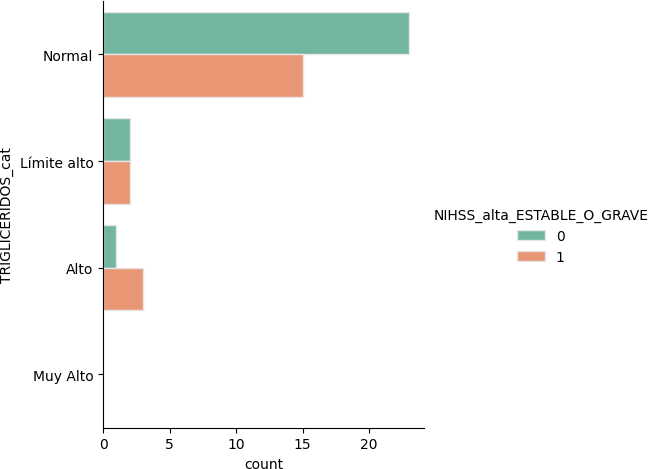 TRIGLICERIDOS_cat
Normal
Límite alto
Alto
Muy Alto
0 5 10 15 20
count
NIHSS_alta_ESTABLE_O_GRAVE
0
1